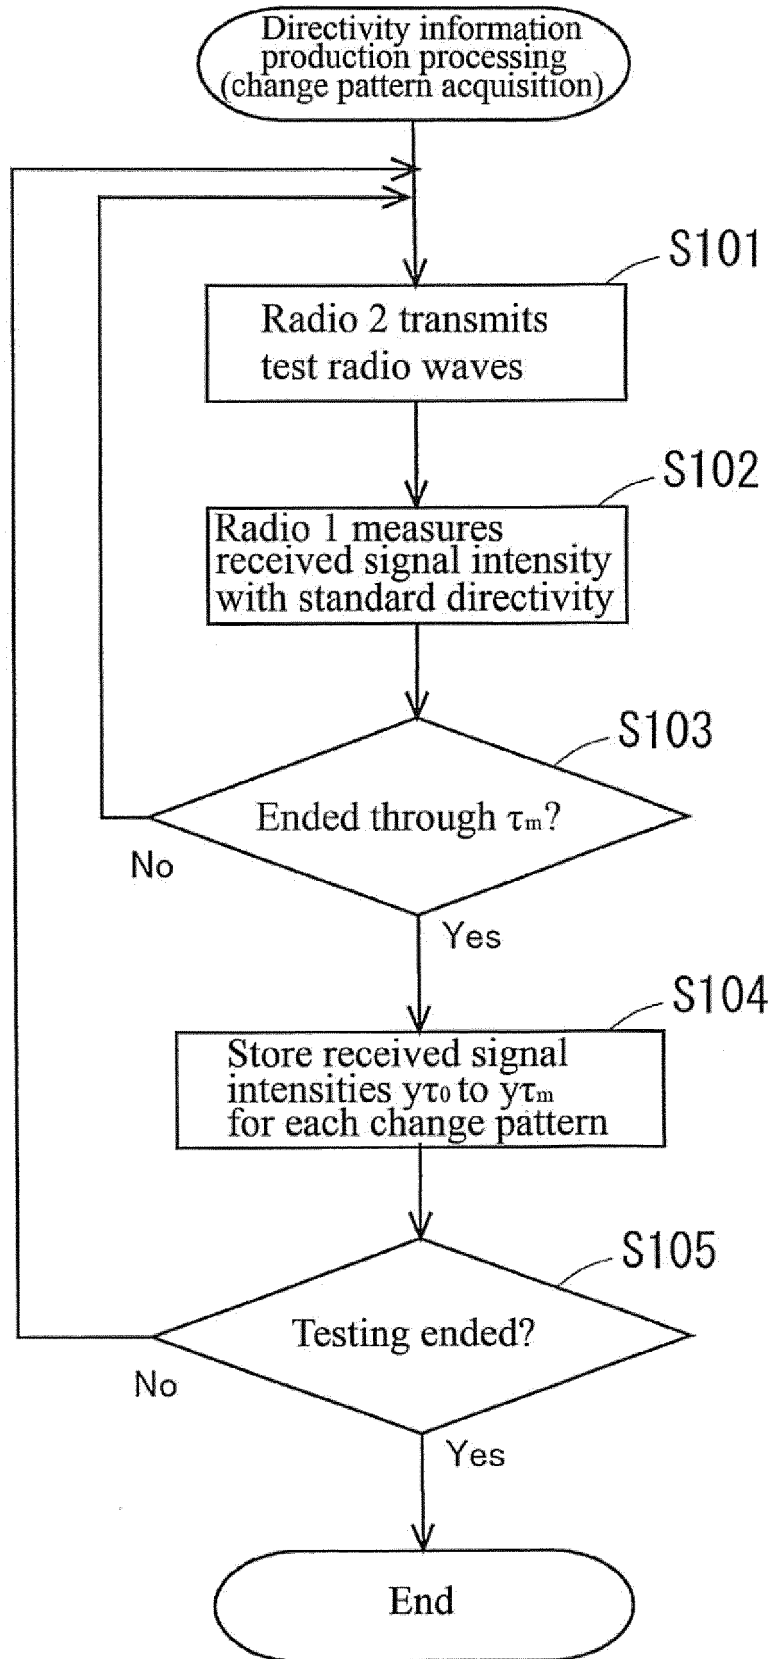 Directivity information
production processing
(change pattern acquisition)
S101
Radio 2 transmits
test radio waves
S102
Radio 1 measures
received signal intensity
with standard directivity
S103
Ended through τm?
No
Yes
S104
Store received signal
intensities yτ0 to yτm
for each change pattern
S105
Testing ended?
No
Yes
End